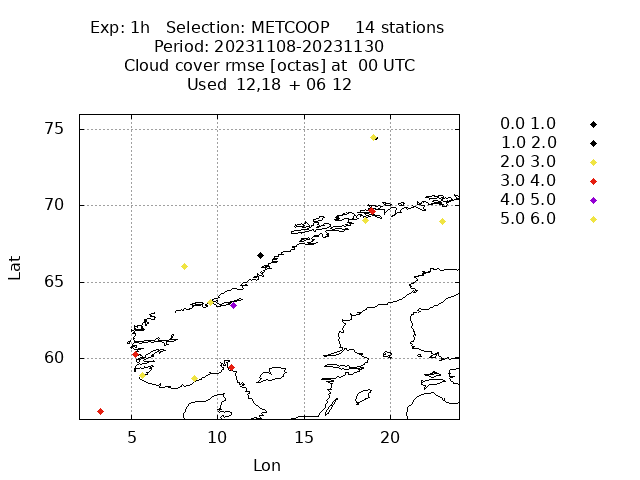 Exp: 1h Selection: METCOOP 14 stations
Period: 20231108-20231130
Cloud cover rmse [octas] at 00 UTC
Used 12,18 + 06 12
0.0 1.0
1.0 2.0
2.0 3.0
3.0 4.0
4.0 5.0
5.0 6.0
75
70
65
60
Lat
5 10 15 20
Lon